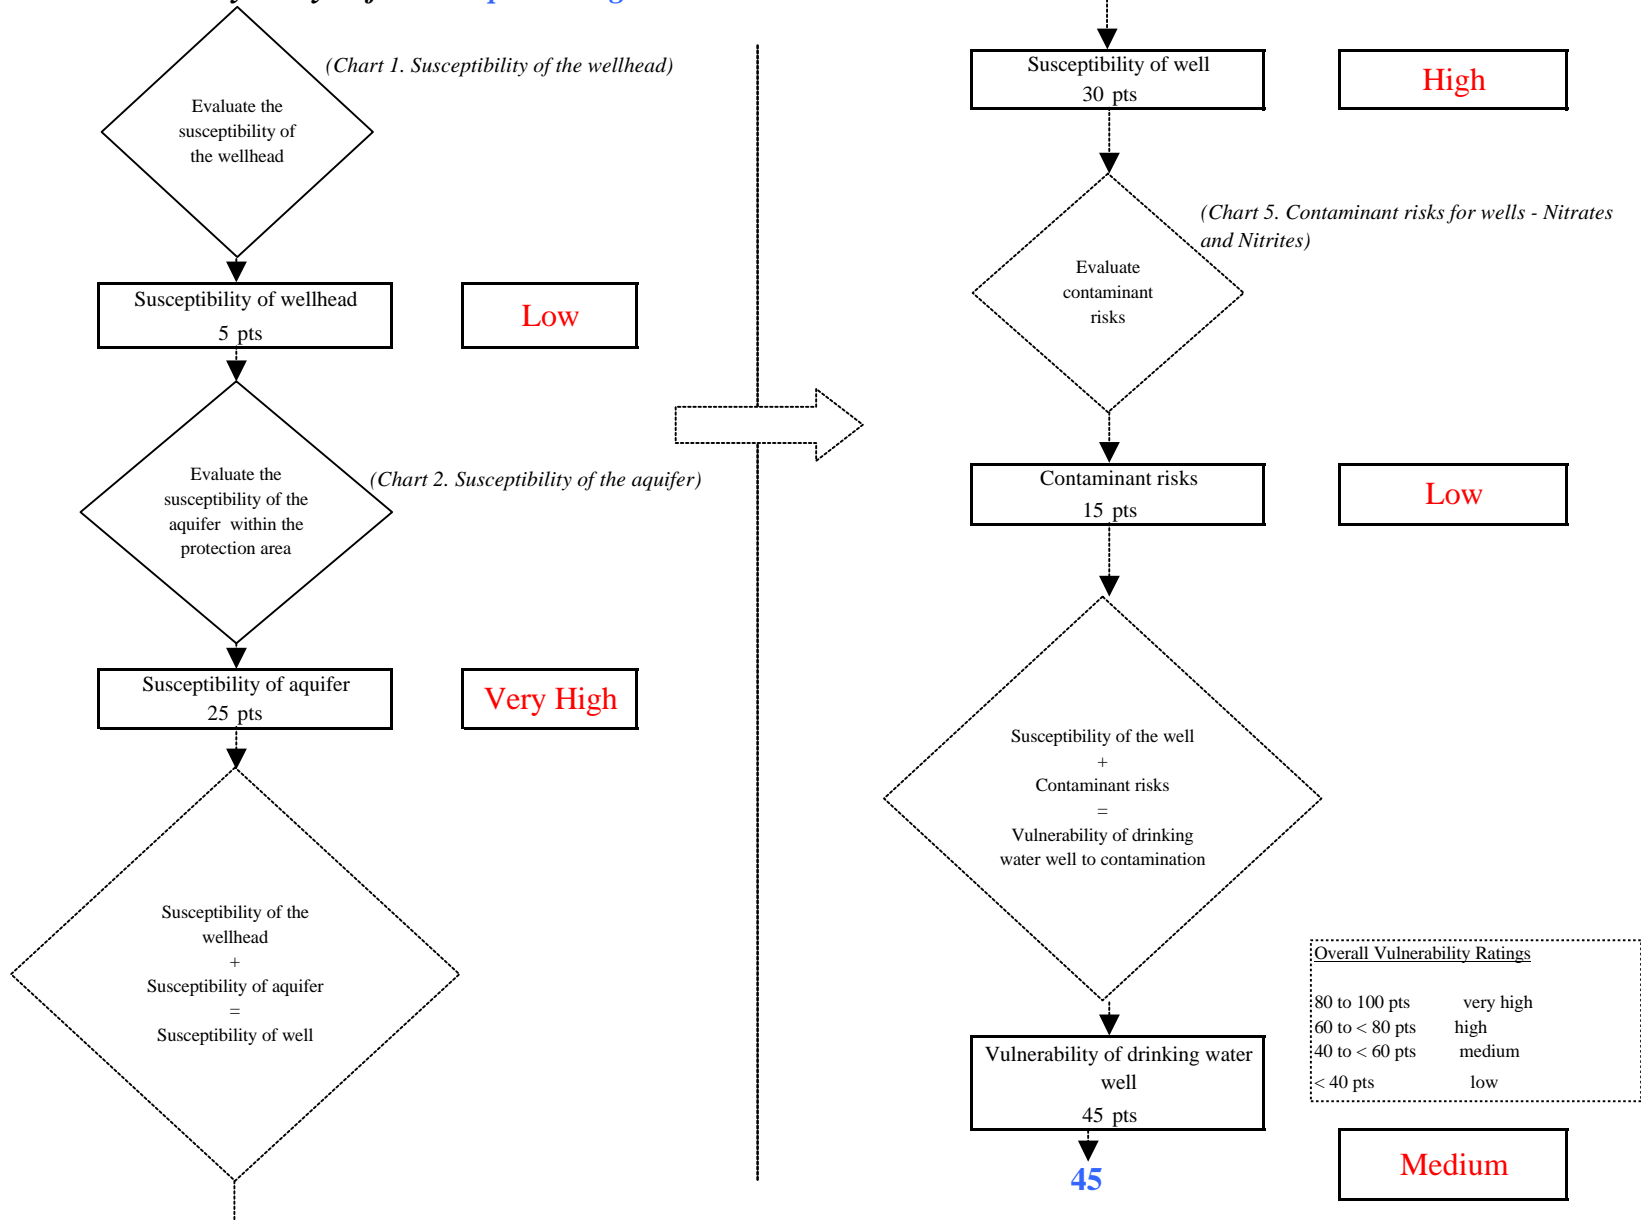 (Chart 1. Susceptibility of the wellhead)
Evaluate the
susceptibility of
the wellhead
Susceptibility of wellhead
5 pts
Low
(Chart 2. Susceptibility of the aquifer)
Evaluate the
susceptibility of the
aquifer within the
protection area
Susceptibility of aquifer
25 pts
Very High
Susceptibility of the
wellhead
+
Susceptibility of aquifer
=
Susceptibility of well
Susceptibility of well
30 pts
High
(Chart 5. Contaminant risks for wells - Nitrates
and Nitrites)
Evaluate
contaminant
risks
Contaminant risks
15 pts
Low
Susceptibility of the well
+
Contaminant risks
=
Vulnerability of drinking
water well to contamination
Overall Vulnerability Ratings
80 to 100 pts very high
60 to < 80 pts high
40 to < 60 pts medium
< 40 pts low
Vulnerability of drinking water
well
45 pts
45
Medium